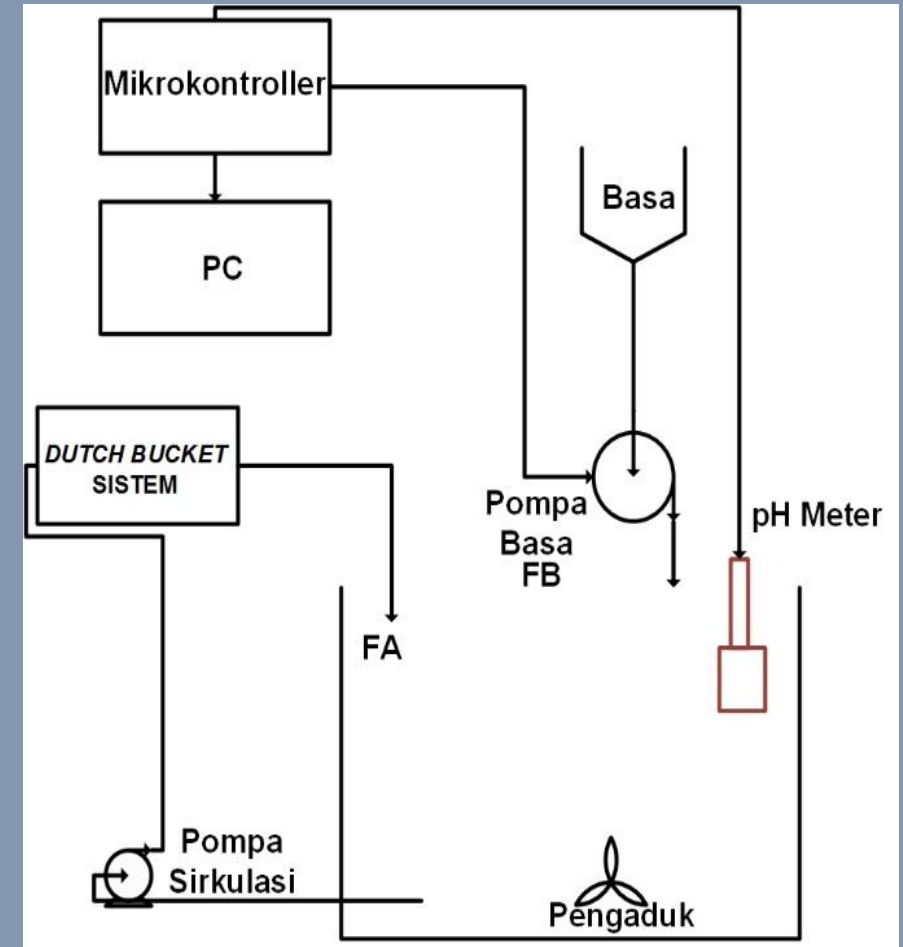 Mikrokontroller
PC
Basa
DUTCH BUCKET
SISTEM
Pompa
Basa
FB
pH Meter
FA
Pompa
Sirkulasi
Pengaduk